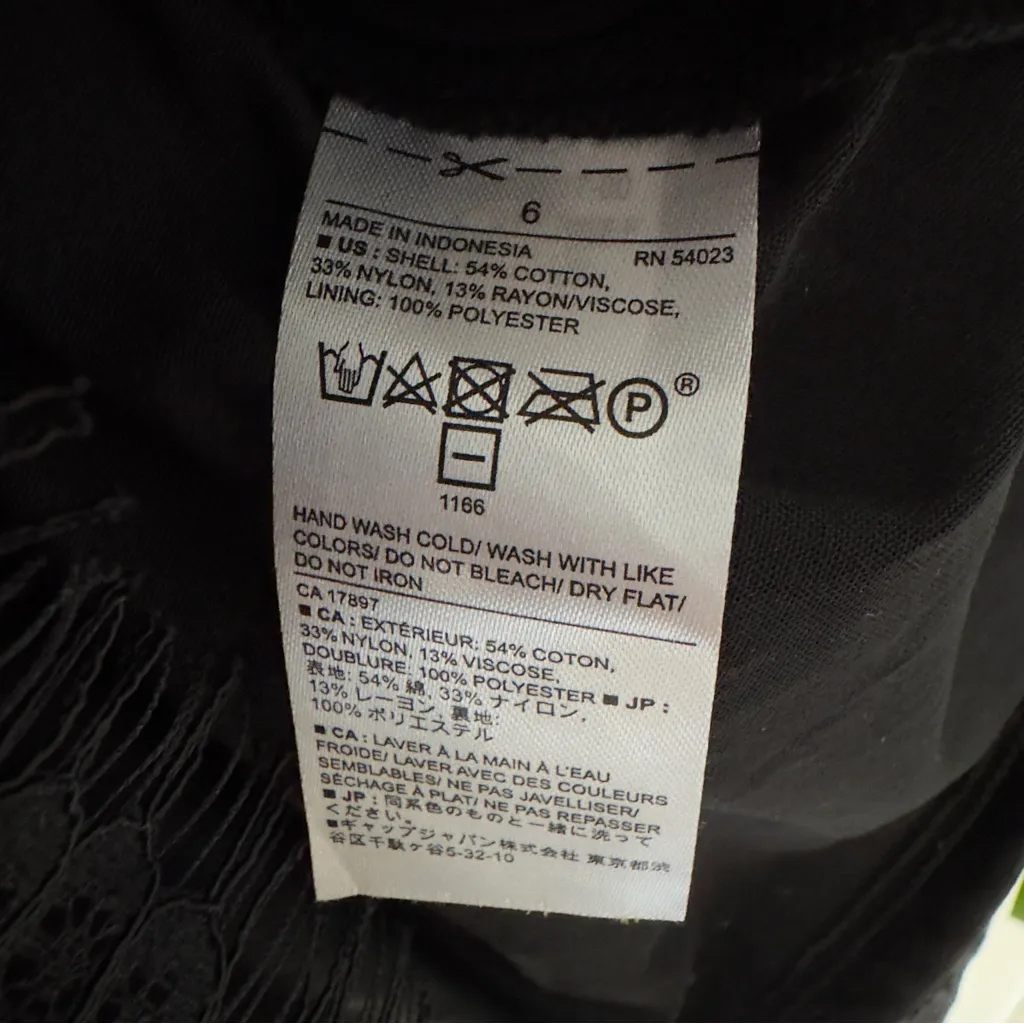 6
MADE IN INDONESIA RN 54023
■ US : SHELL: 54% COTTON,
33% NYLON, 13% RAYON/VISCOSE,
LINING: 100% POLYESTER
P ®
1166
HAND WASH COLD/ WASH WITH LIKE
COLORS/ DO NOT BLEACH/ DRY FLAT/
DO NOT IRON
CA 17897
■ CA : EXTÉRIEUR: 54% COTON,
33% NYLON, 13% VISCOSE,
DOUBLURE: 100% POLYESTER ■ JP :
表地: 54% 綿, 33% ナイロン,
13% レーヨン, 裏地:
100% ポリエステル
■ CA : LAVER À LA MAIN À L'EAU
FROIDE/ LAVER AVEC DES COULEURS
SEMBLABLES/ NE PAS JAVELLISER/
SÉCHAGE À PLAT/ NE PAS REPASSER
■ JP : 同系色のものと一緒に洗って
ください。
■ギャップジャパン株式会社 東京都渋
谷区千駄ヶ谷5-32-10